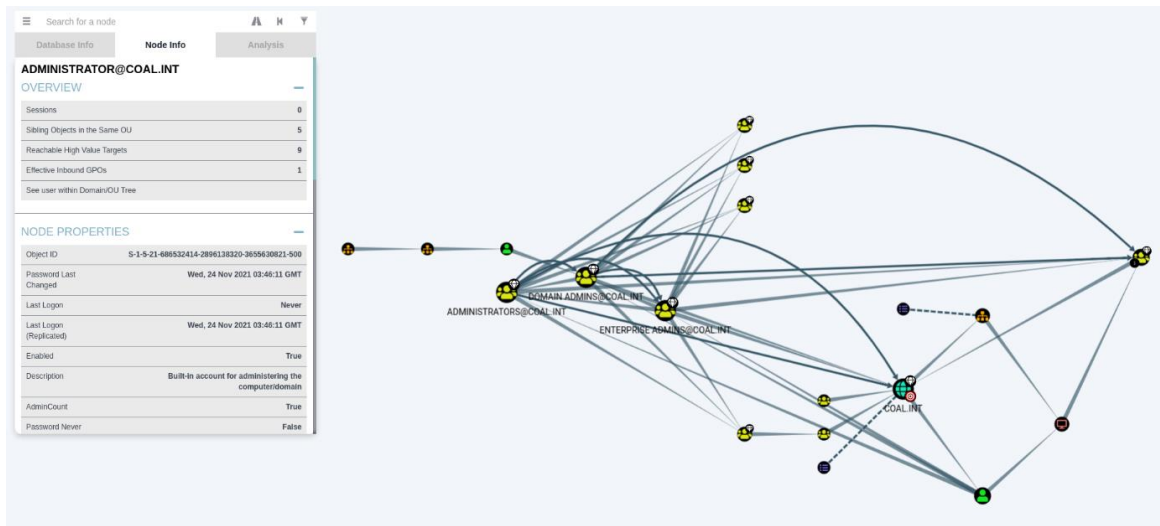 Search for a node
Database Info Node Info Analysis
ADMINISTRATOR@COAL.INT
OVERVIEW
Sessions 0
Sibling Objects in the Same OU 5
Reachable High Value Targets 9
Effective Inbound GPOs 1
See user within Domain/OU Tree
NODE PROPERTIES
Object ID S-1-5-21-686532414-2896138320-3655630821-500
Password Last Changed Wed, 24 Nov 2021 03:46:11 GMT
Last Logon Never
Last Logon (Replicated) Wed, 24 Nov 2021 03:46:11 GMT
Enabled True
Description Built-in account for administering the
computer/domain
AdminCount True
Password Never False
DOMAIN ADMINS@COAL.INT
ADMINISTRATORS@COAL.INT
ENTERPRISE ADMINS@COAL.INT
COAL.INT